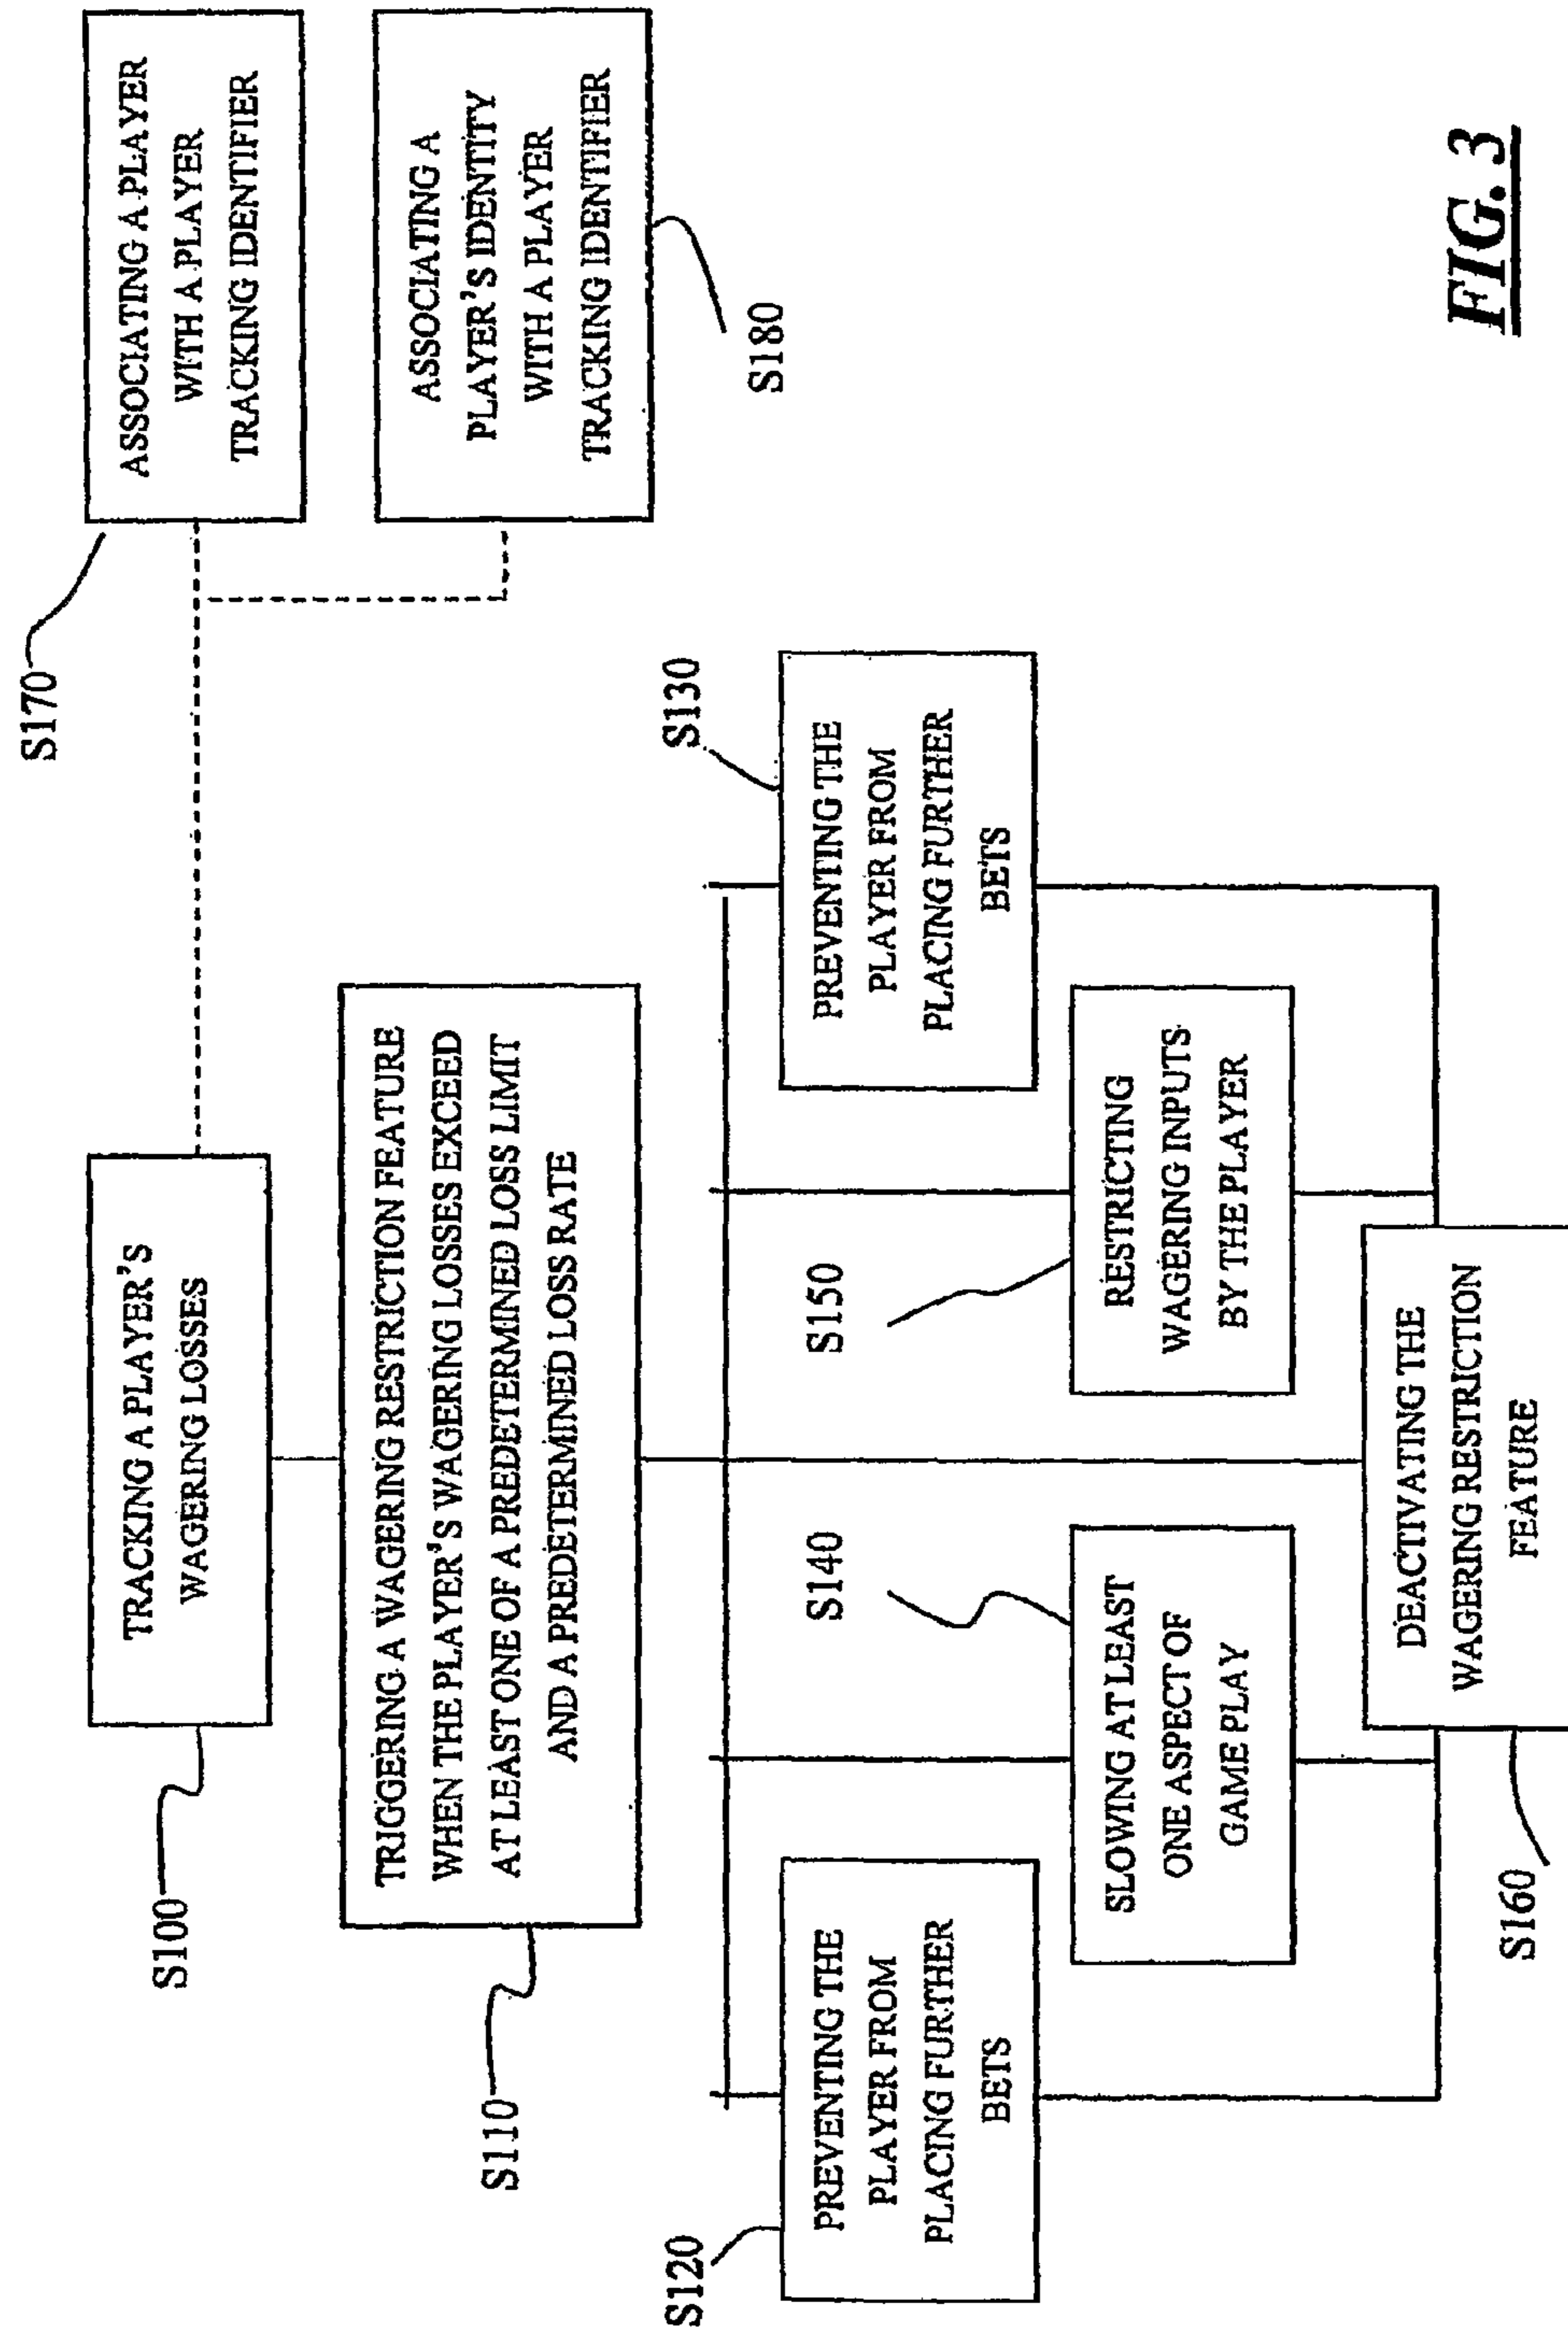 S100
TRACKING A PLAYER'S
WAGERING LOSSES
S170
ASSOCIATING A PLAYER
WITH A PLAYER
TRACKING IDENTIFIER
ASSOCIATING A
PLAYER'S IDENTITY
WITH A PLAYER
TRACKING IDENTIFIER
S180
S110
TRIGGERING A WAGERING RESTRICTION FEATURE
WHEN THE PLAYER'S WAGERING LOSSES EXCEED
AT LEAST ONE OF A PREDETERMINED LOSS LIMIT
AND A PREDETERMINED LOSS RATE
S120
PREVENTING THE
PLAYER FROM
PLACING FURTHER
BETS
S140
SLOWING AT LEAST
ONE ASPECT OF
GAME PLAY
S150
RESTRICTING
WAGERING INPUTS
BY THE PLAYER
S130
PREVENTING THE
PLAYER FROM
PLACING FURTHER
BETS
S160
DEACTIVATING THE
WAGERING RESTRICTION
FEATURE
FIG. 3